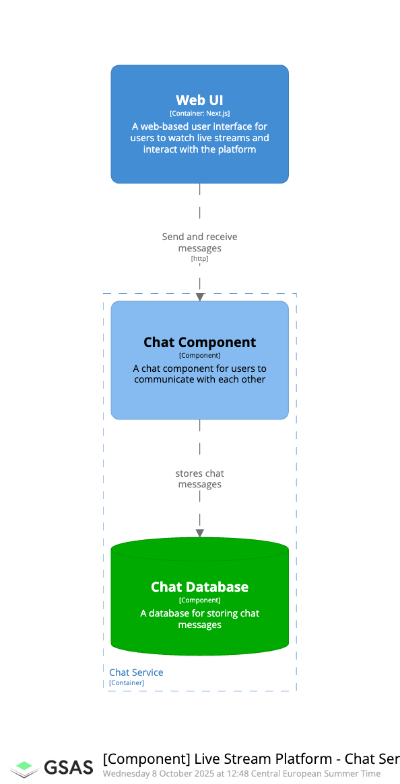 Web UI
[Container: Next.js]
A web-based user interface for
users to watch live streams and
interact with the platform
Send and receive
messages
[http]
Chat Component
[Component]
A chat component for users to
communicate with each other
stores chat
messages
Chat Database
[Component]
A database for storing chat
messages
Chat Service
[Container]
GSAS
[Component] Live Stream Platform - Chat Ser
Wednesday 8 October 2025 at 12:48 Central European Summer Time